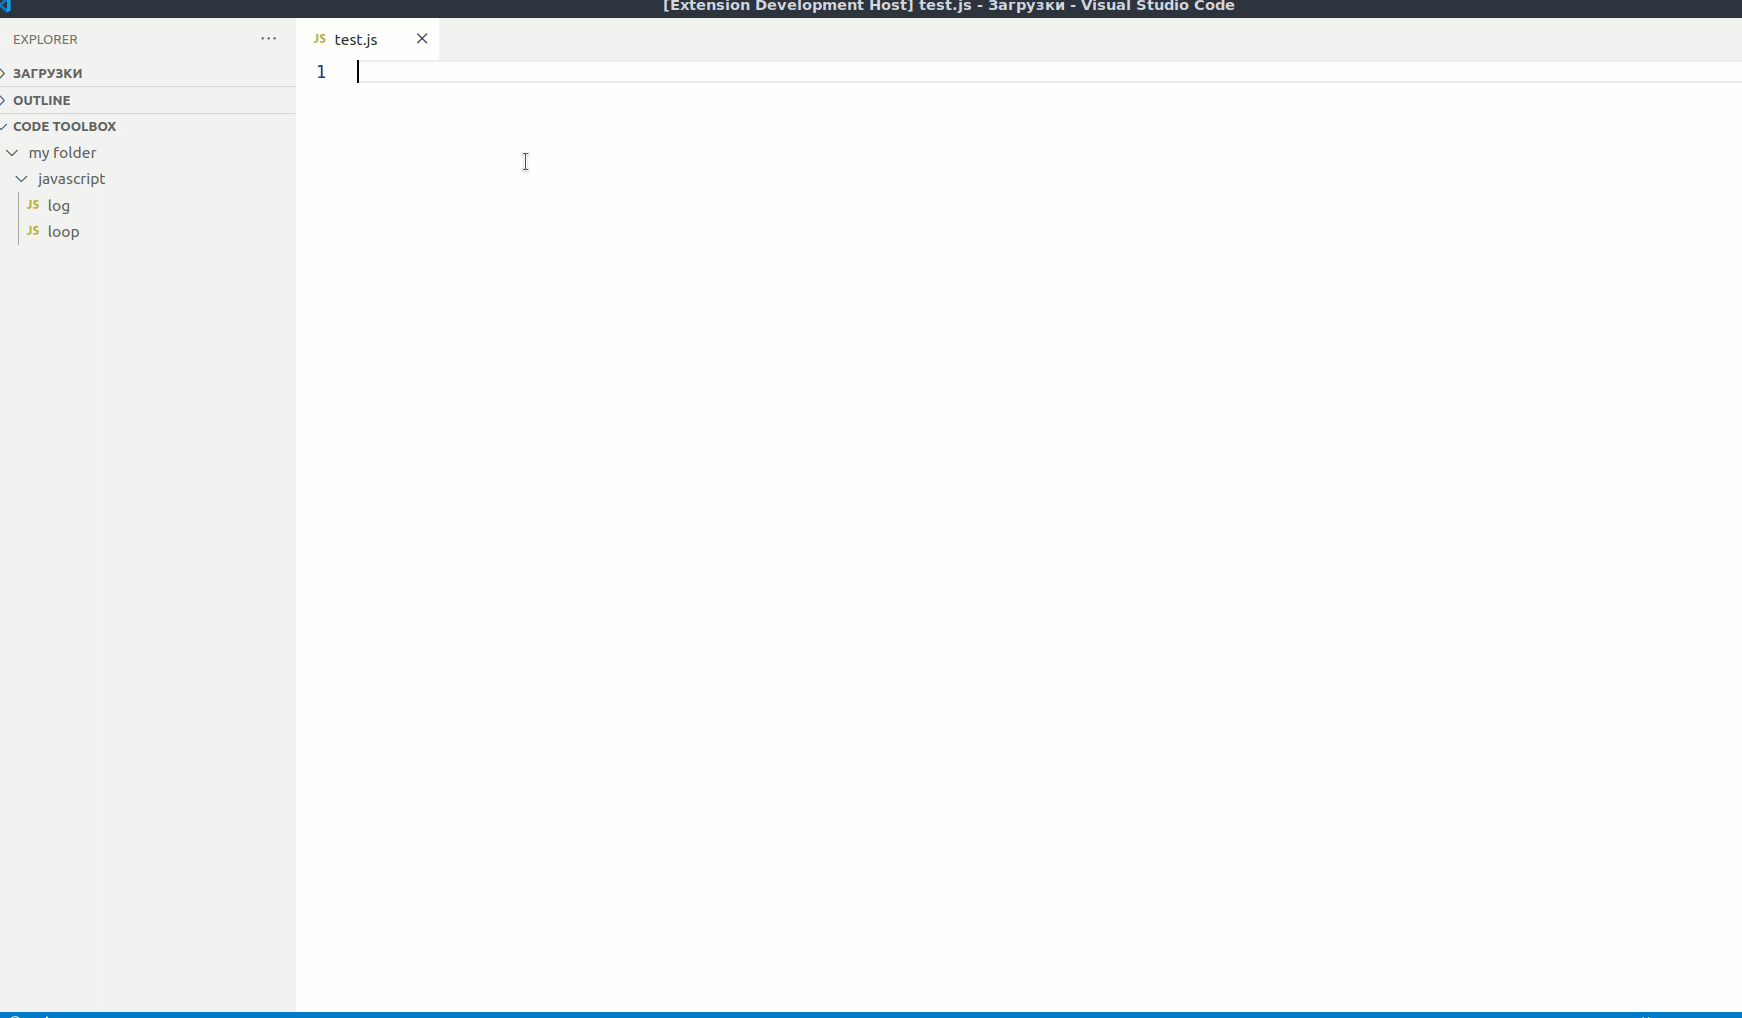 [Extension Development Host] test.js - Загрузки - Visual Studio Code
EXPLORER ···
JS test.js
ЗАГРУЗКИ
1
OUTLINE
CODE TOOLBOX
my folder
javascript
JS log
JS loop